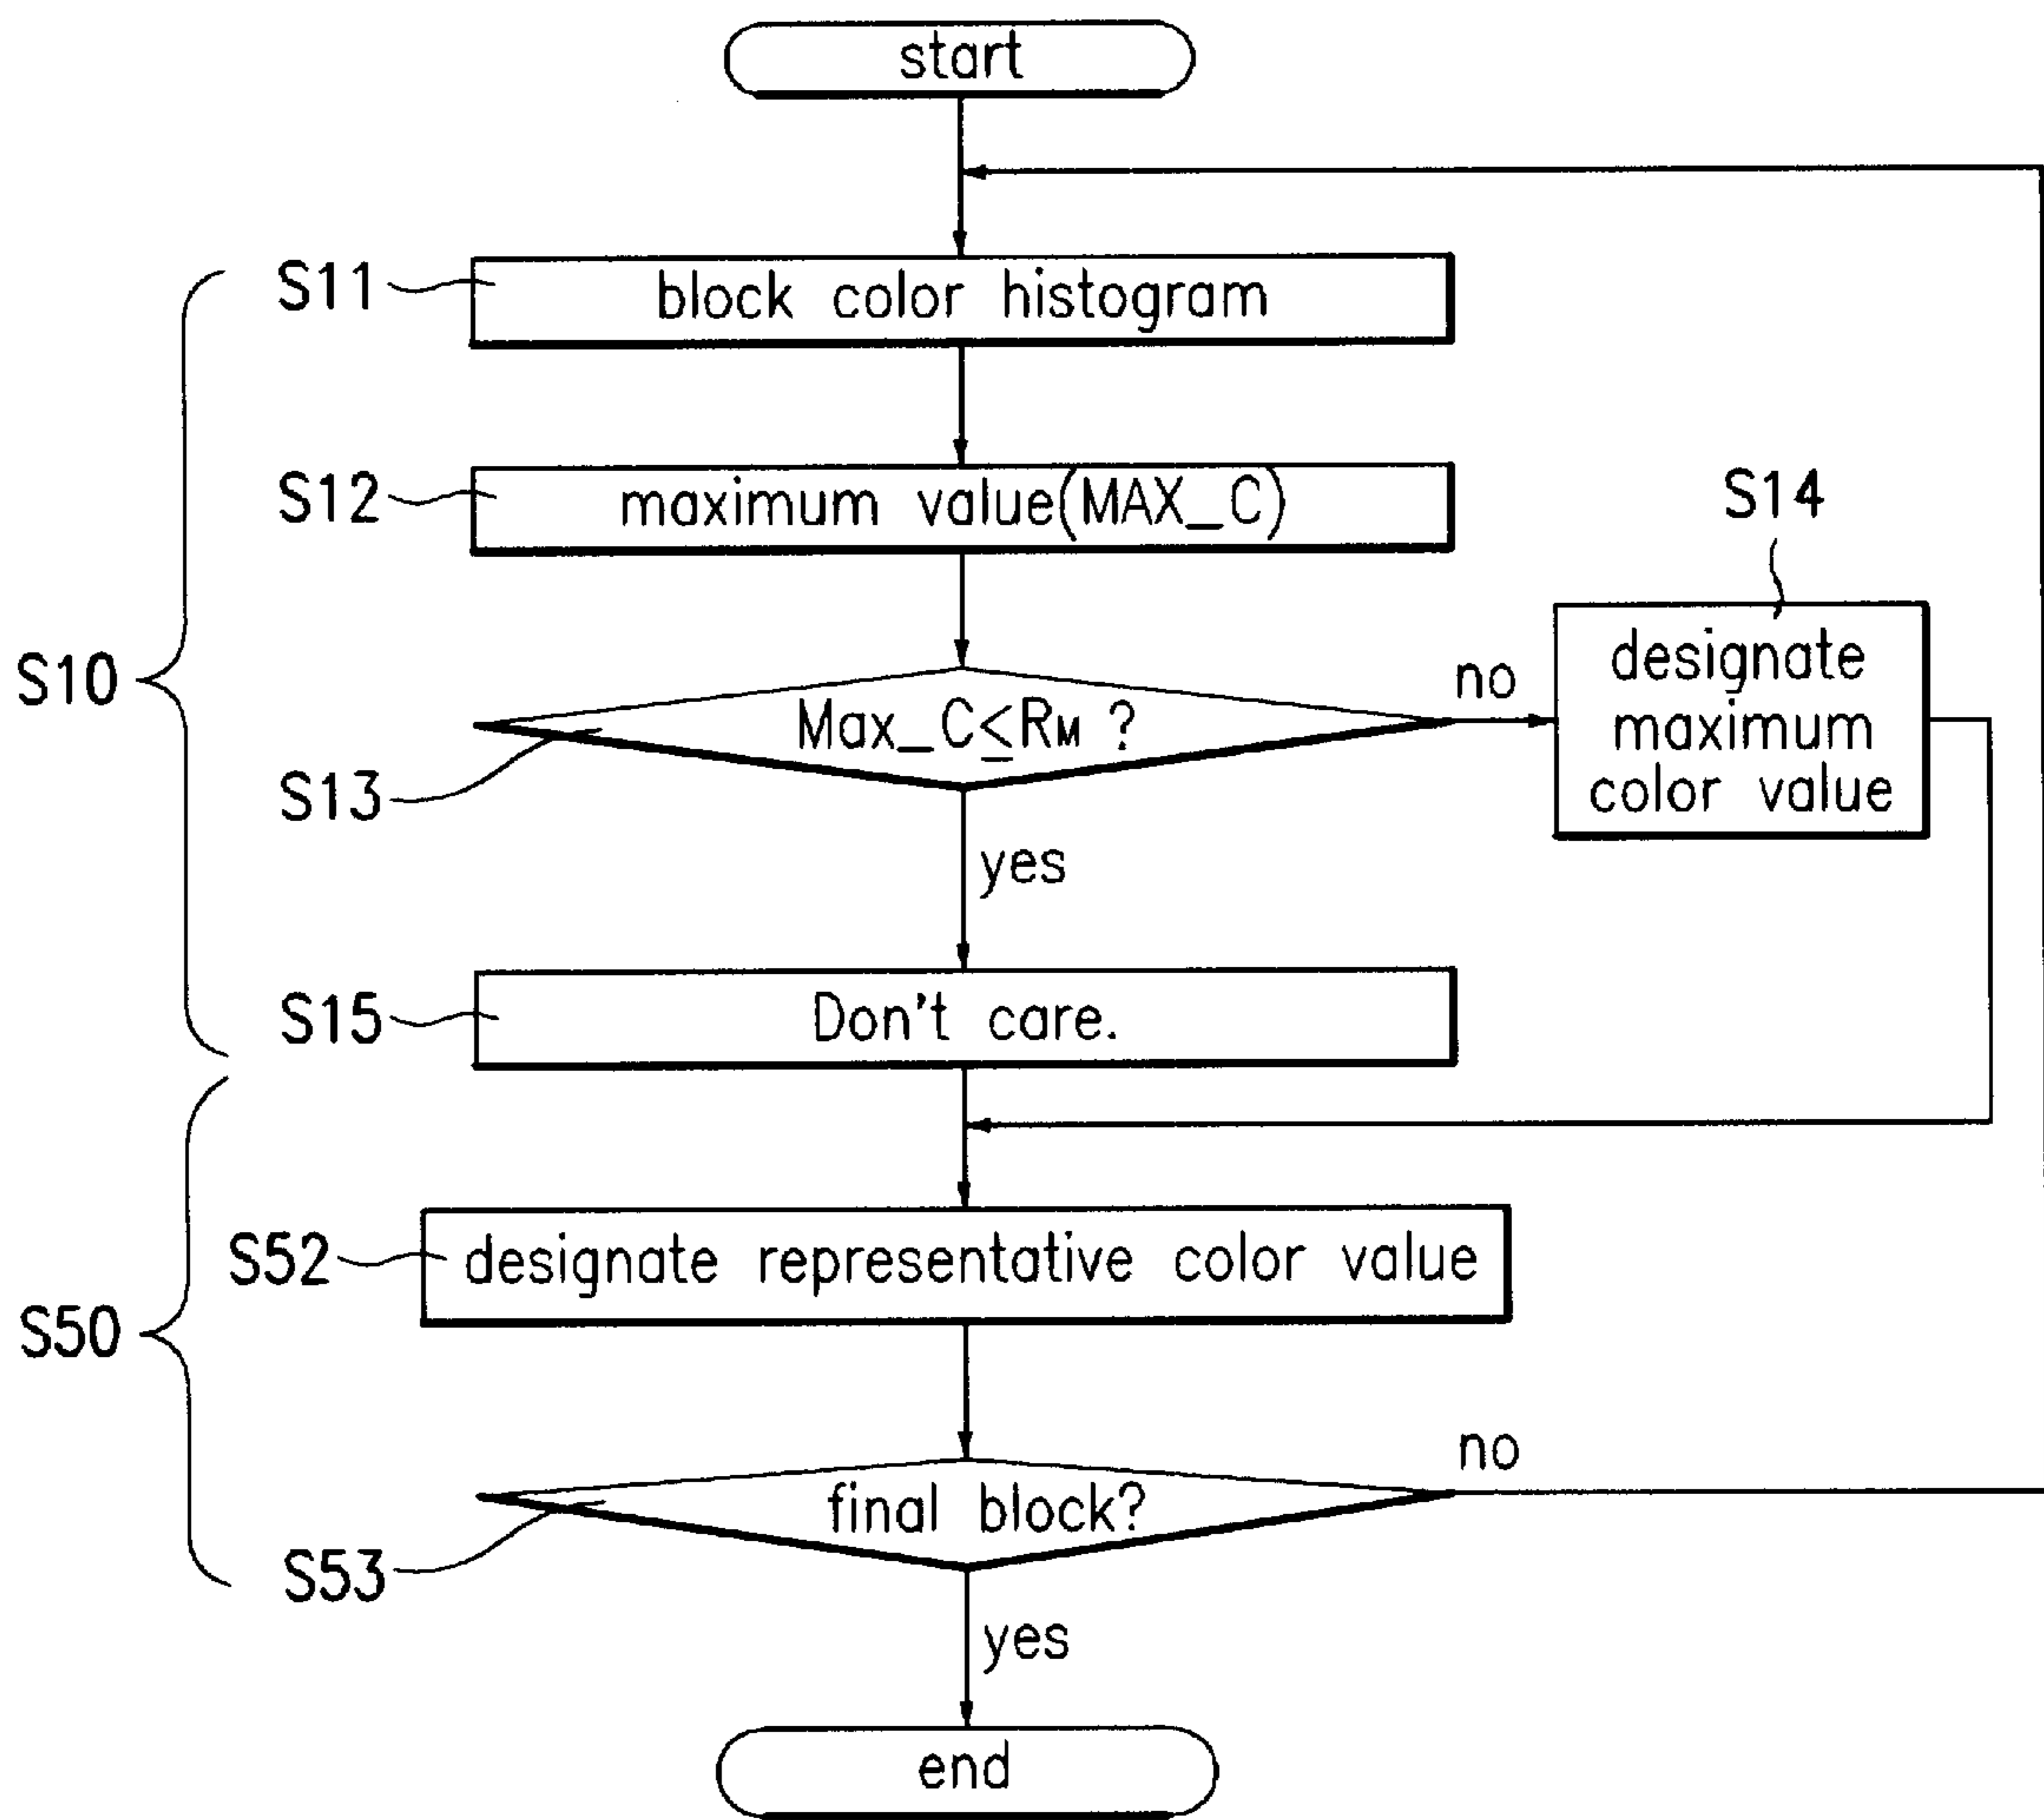 start
S11
block color histogram
S12
maximum value(MAX_C)
S14
designate
maximum
color value
S10
Max_C≤RM ?
no
S13
yes
S15
Don't care.
S52
designate representative color value
S50
final block?
no
S53
yes
end